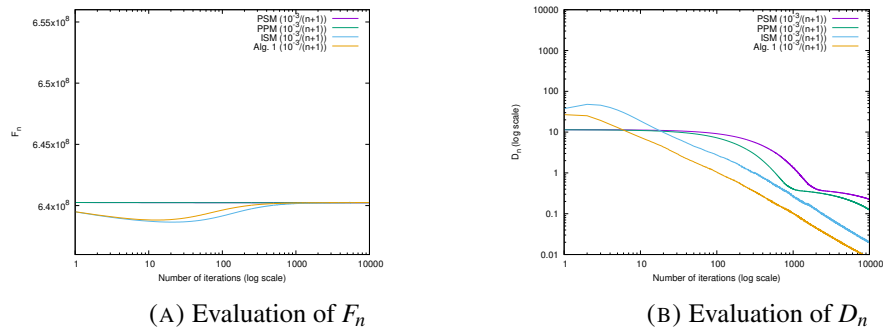 6.55x10^8
6.5x10^8
6.45x10^8
6.4x10^8
F_n
PSM (10^-3/(n+1))
PPM (10^-3/(n+1))
ISM (10^-3/(n+1))
Alg. 1 (10^-3/(n+1))
1 10 100 1000 10000
Number of iterations (log scale)
(A) Evaluation of F_n
10000
1000
100
10
1
0.1
0.01
D_n (log scale)
PSM (10^-3/(n+1))
PPM (10^-3/(n+1))
ISM (10^-3/(n+1))
Alg. 1 (10^-3/(n+1))
1 10 100 1000 10000
Number of iterations (log scale)
(B) Evaluation of D_n